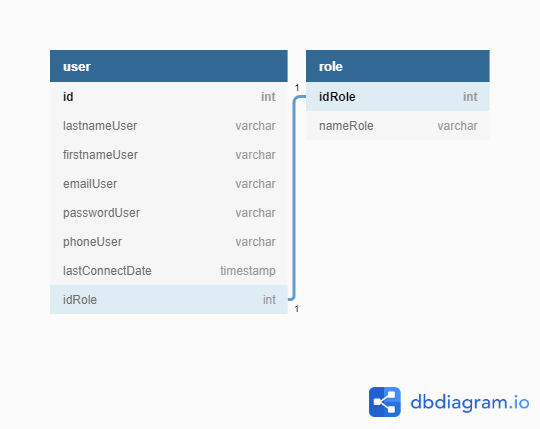 user
id int
lastnameUser varchar
firstnameUser varchar
emailUser varchar
passwordUser varchar
phoneUser varchar
lastConnectDate timestamp
idRole int
1
1
role
idRole int
nameRole varchar
dbdiagram.io